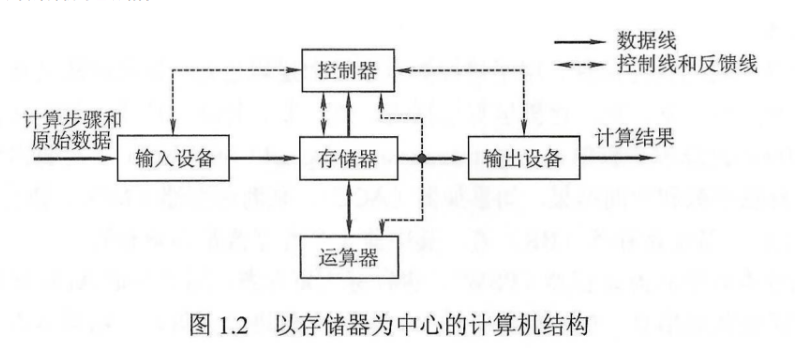 控制器
数据线
控制线和反馈线
计算步骤和
原始数据
输入设备
存储器
输出设备
计算结果
运算器
图 1.2 以存储器为中心的计算机结构